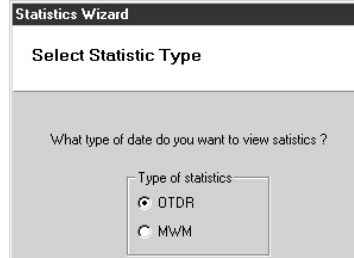 Statistics Wizard
Select Statistic Type
What type of date do you want to view satistics ?
Type of statistics
OTDR
MWM